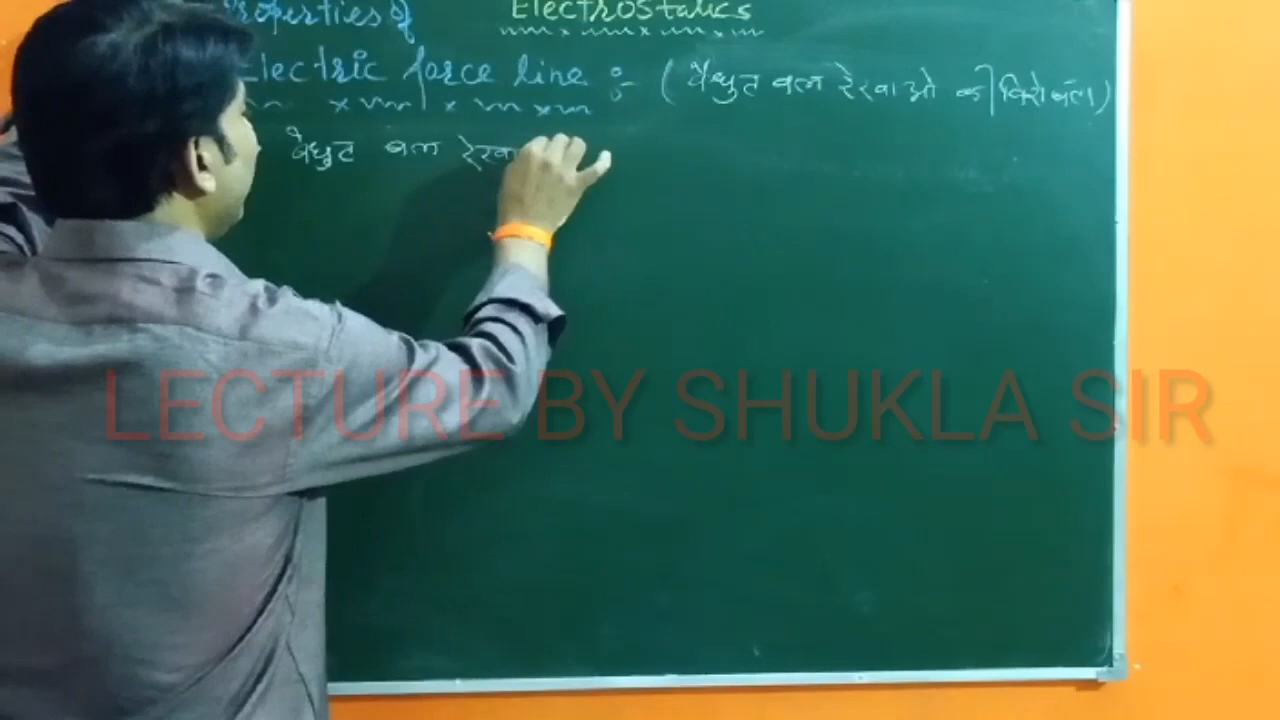 Electrostatics
Properties of
Electric force line :- (वैधुत बल रेखाओ की विशेषता)
वैधुत बल रेखा
LECTURE BY SHUKLA SIR